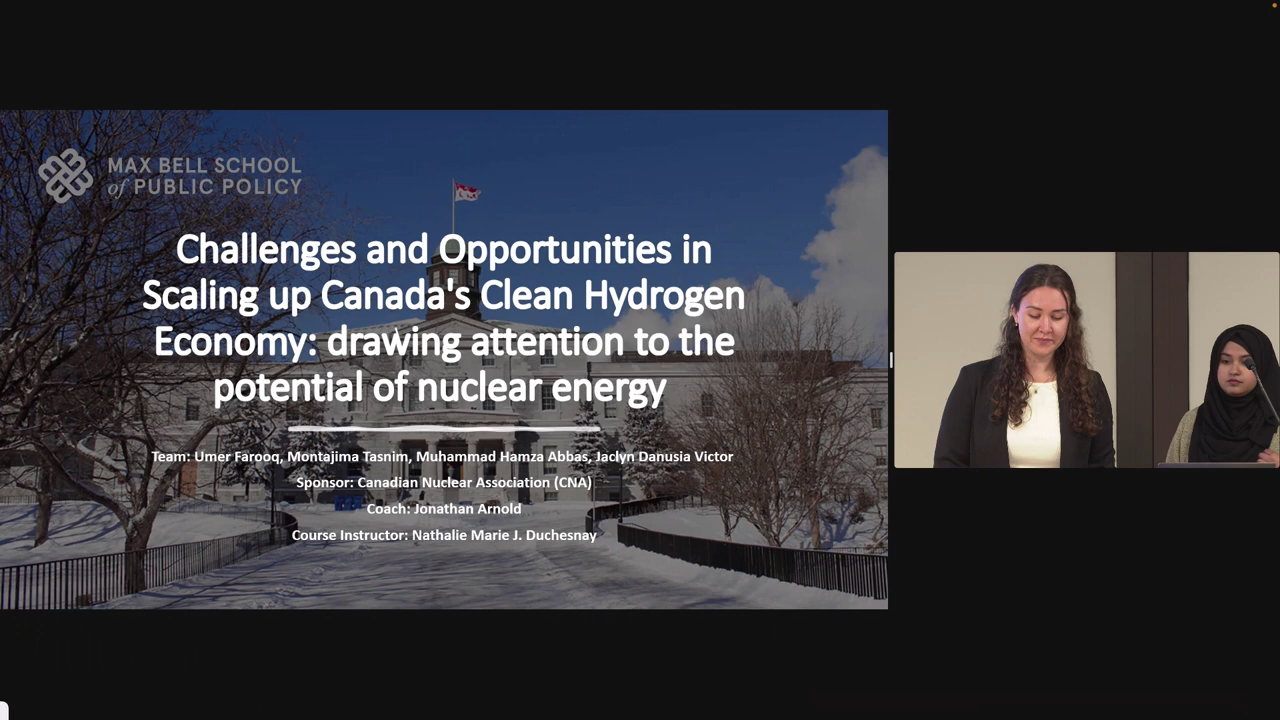 MAX BELL SCHOOL
of PUBLIC POLICY
Challenges and Opportunities in
Scaling up Canada's Clean Hydrogen
Economy: drawing attention to the
potential of nuclear energy
Team: Umer Farooq, Montajima Tasnim, Muhammad Hamza Abbas, Jaclyn Danusia Victor
Sponsor: Canadian Nuclear Association (CNA)
Coach: Jonathan Arnold
Course Instructor: Nathalie Marie J. Duchesnay